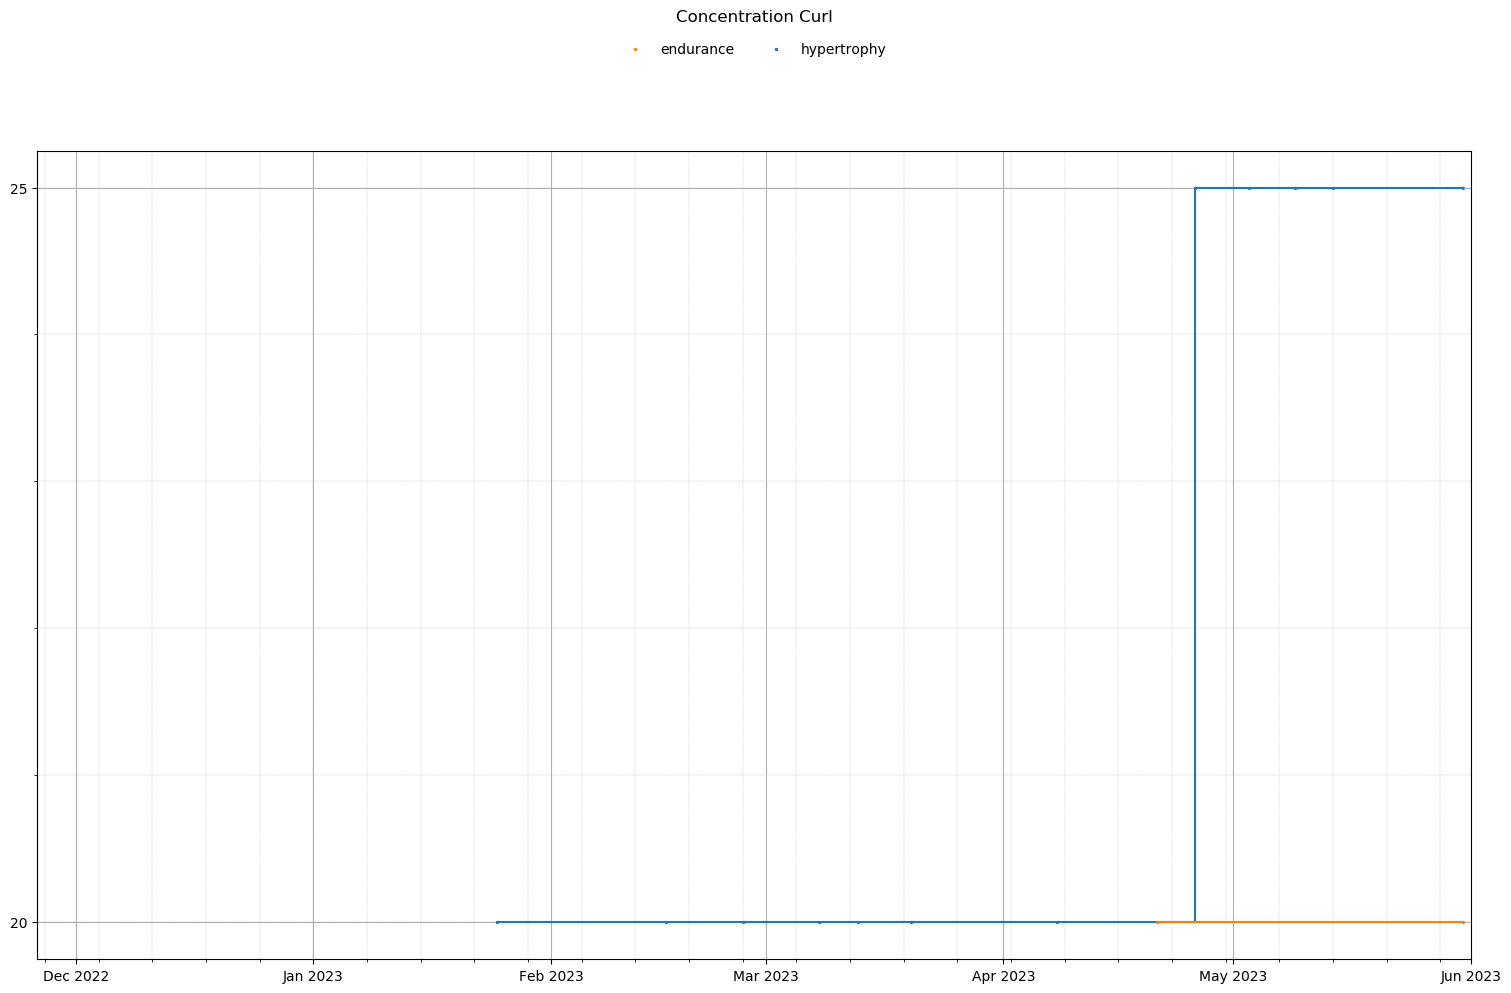 Concentration Curl
endurance hypertrophy
25
20
Dec 2022 Jan 2023 Feb 2023 Mar 2023 Apr 2023 May 2023 Jun 2023